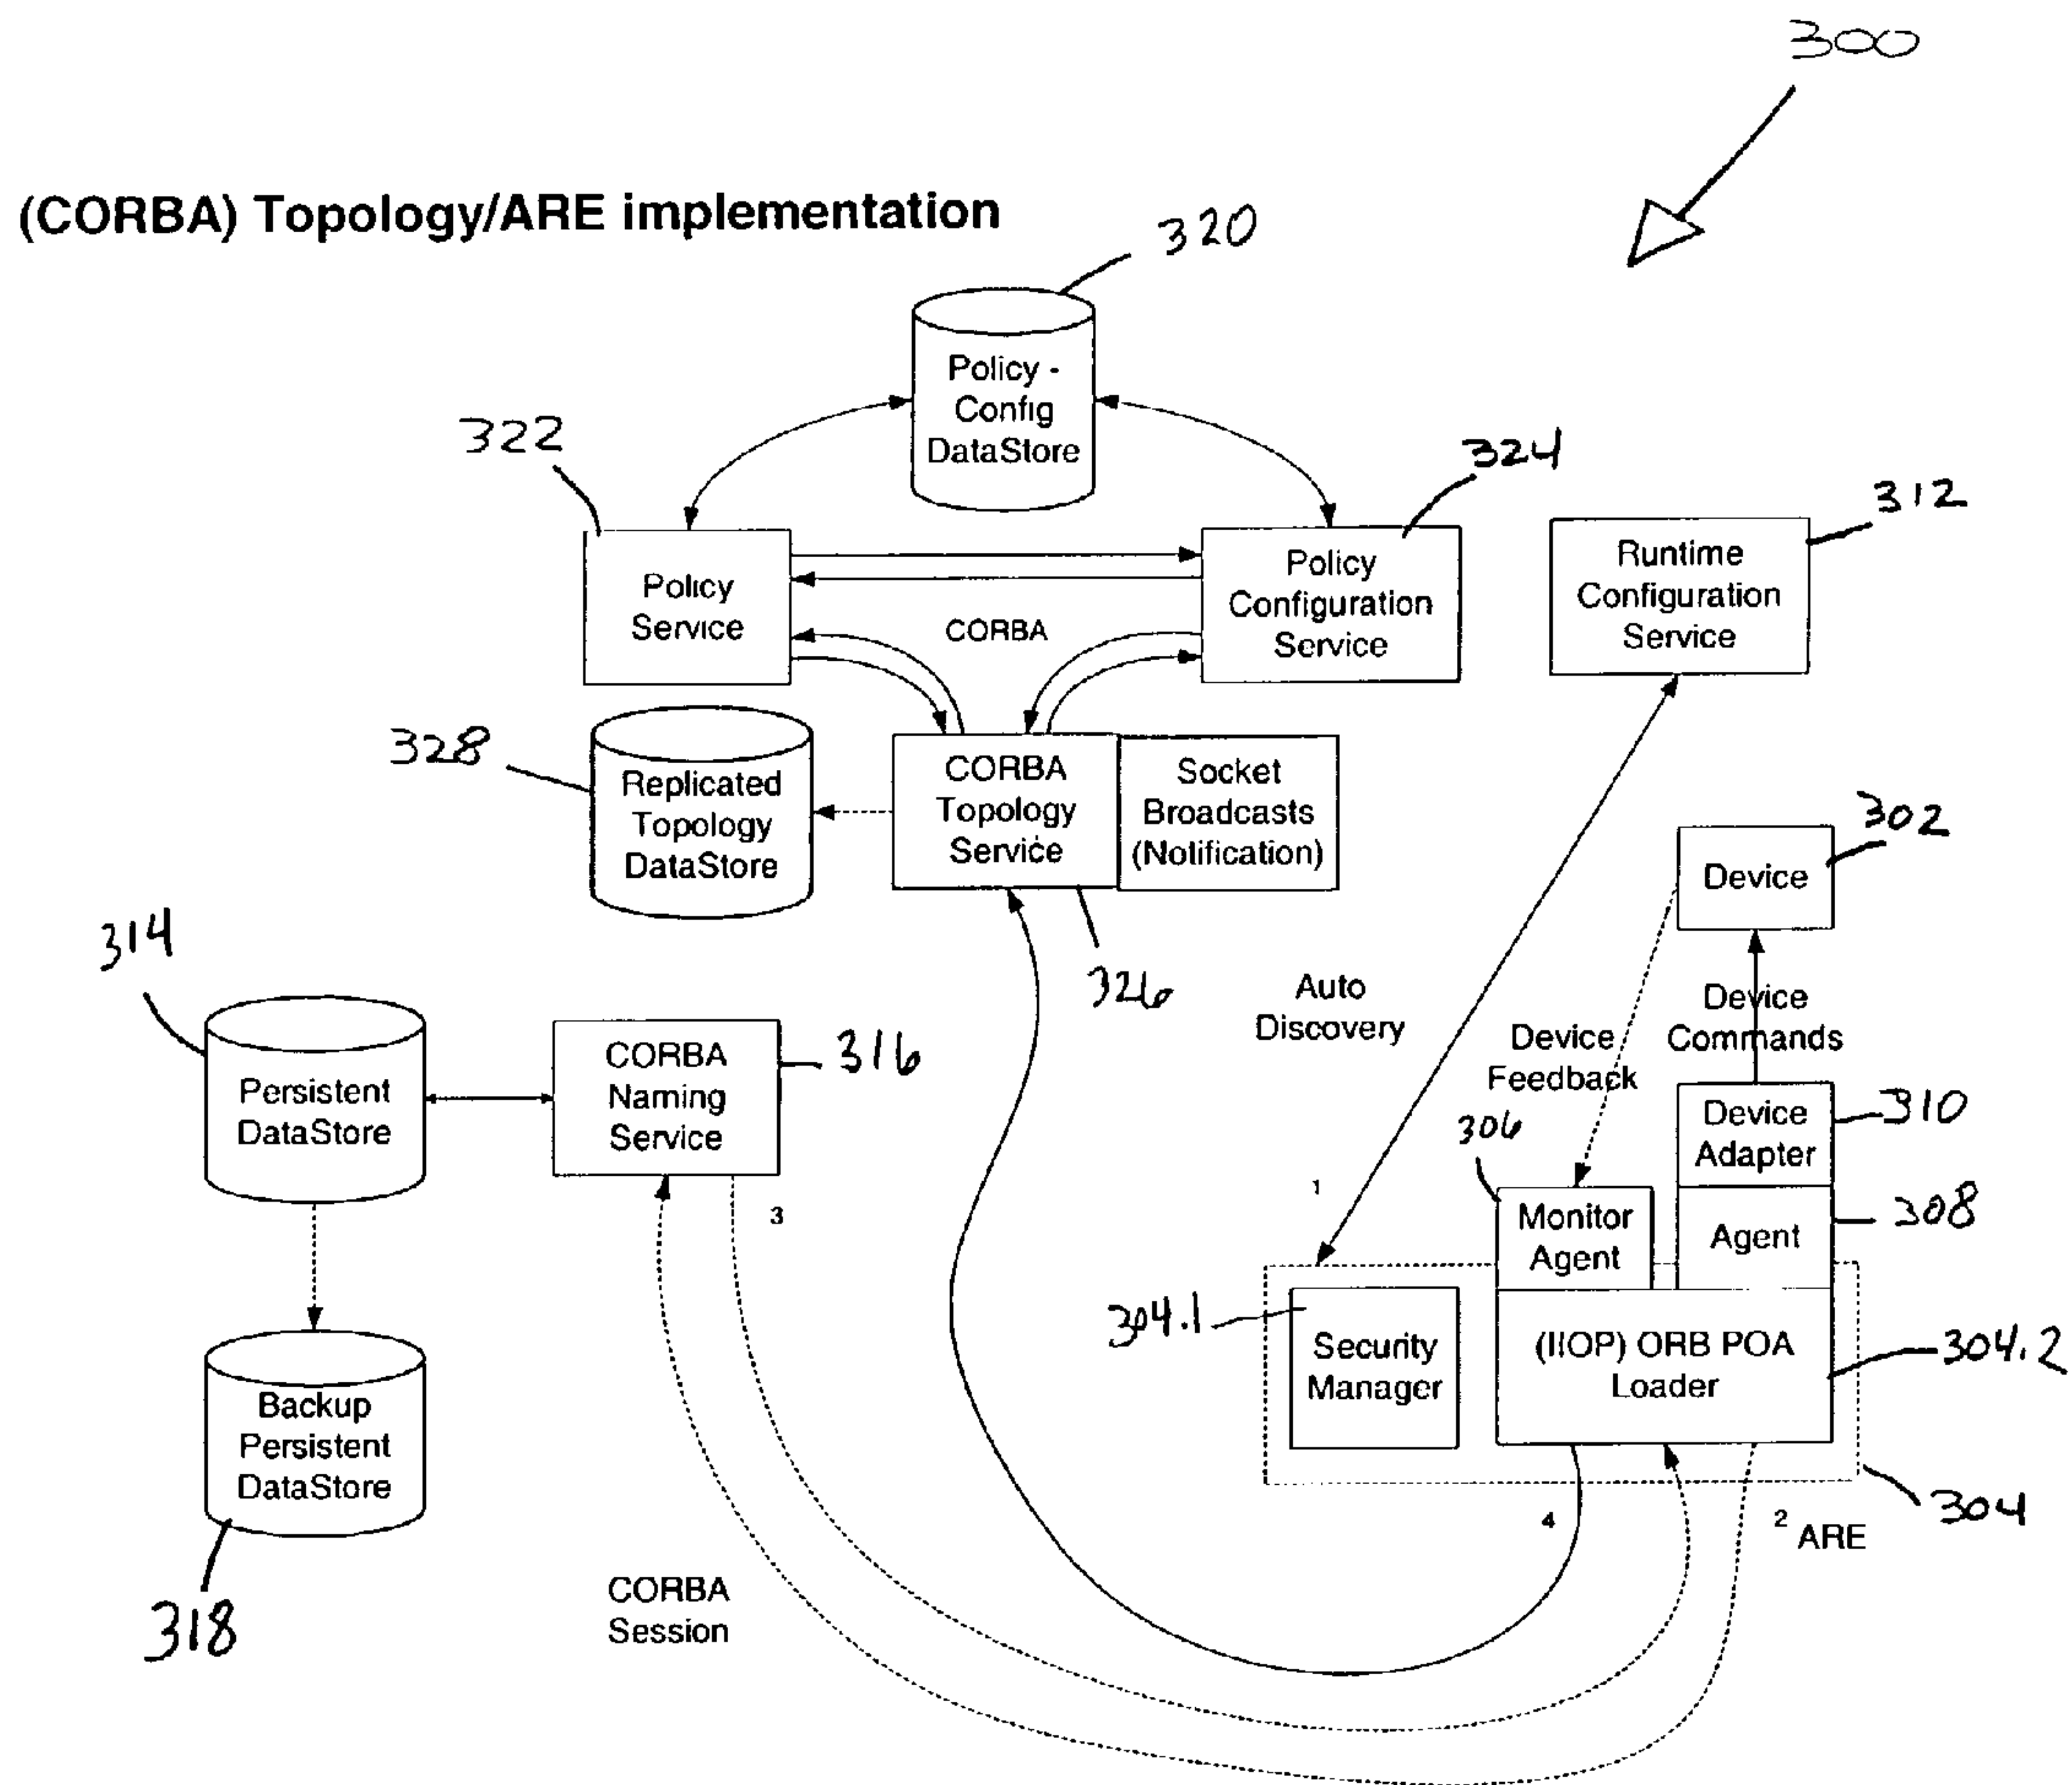 300
(CORBA) Topology/ARE implementation
320
Policy -
Config
DataStore
322
324
312
Policy
Service
CORBA
Policy
Configuration
Service
Runtime
Configuration
Service
328
Replicated
Topology
DataStore
CORBA
Topology
Service
Socket
Broadcasts
(Notification)
302
Device
326
314
Persistent
DataStore
CORBA
Naming
Service
316
Auto
Discovery
Device
Feedback
Device
Commands
306
Device
Adapter
310
1
3
Monitor
Agent
Agent
308
304.1
Security
Manager
(IIOP) ORB POA
Loader
304.2
Backup
Persistent
DataStore
318
4
2
ARE
304
CORBA
Session